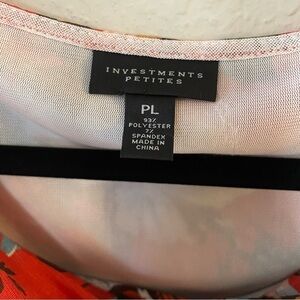 INVESTMENTS
PETITES
PL
93%
POLYESTER
7%
SPANDEX
MADE IN
CHINA